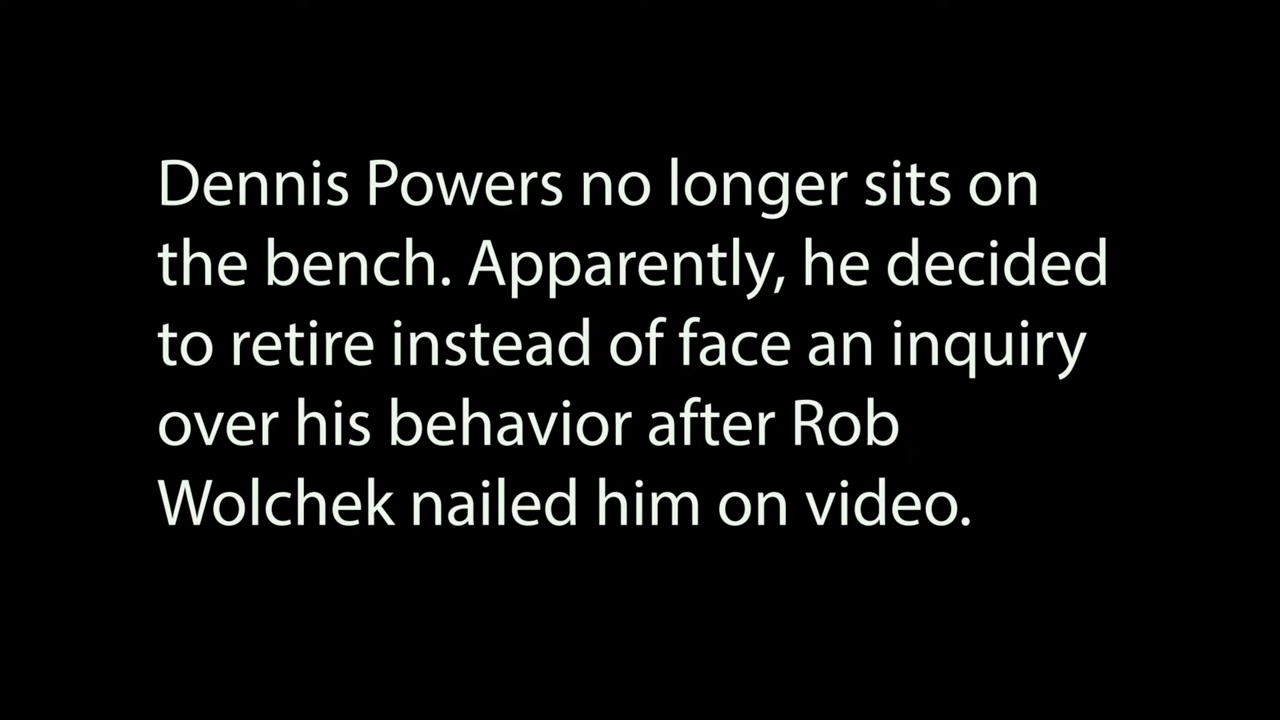 Dennis Powers no longer sits on
the bench. Apparently, he decided
to retire instead of face an inquiry
over his behavior after Rob
Wolchek nailed him on video.